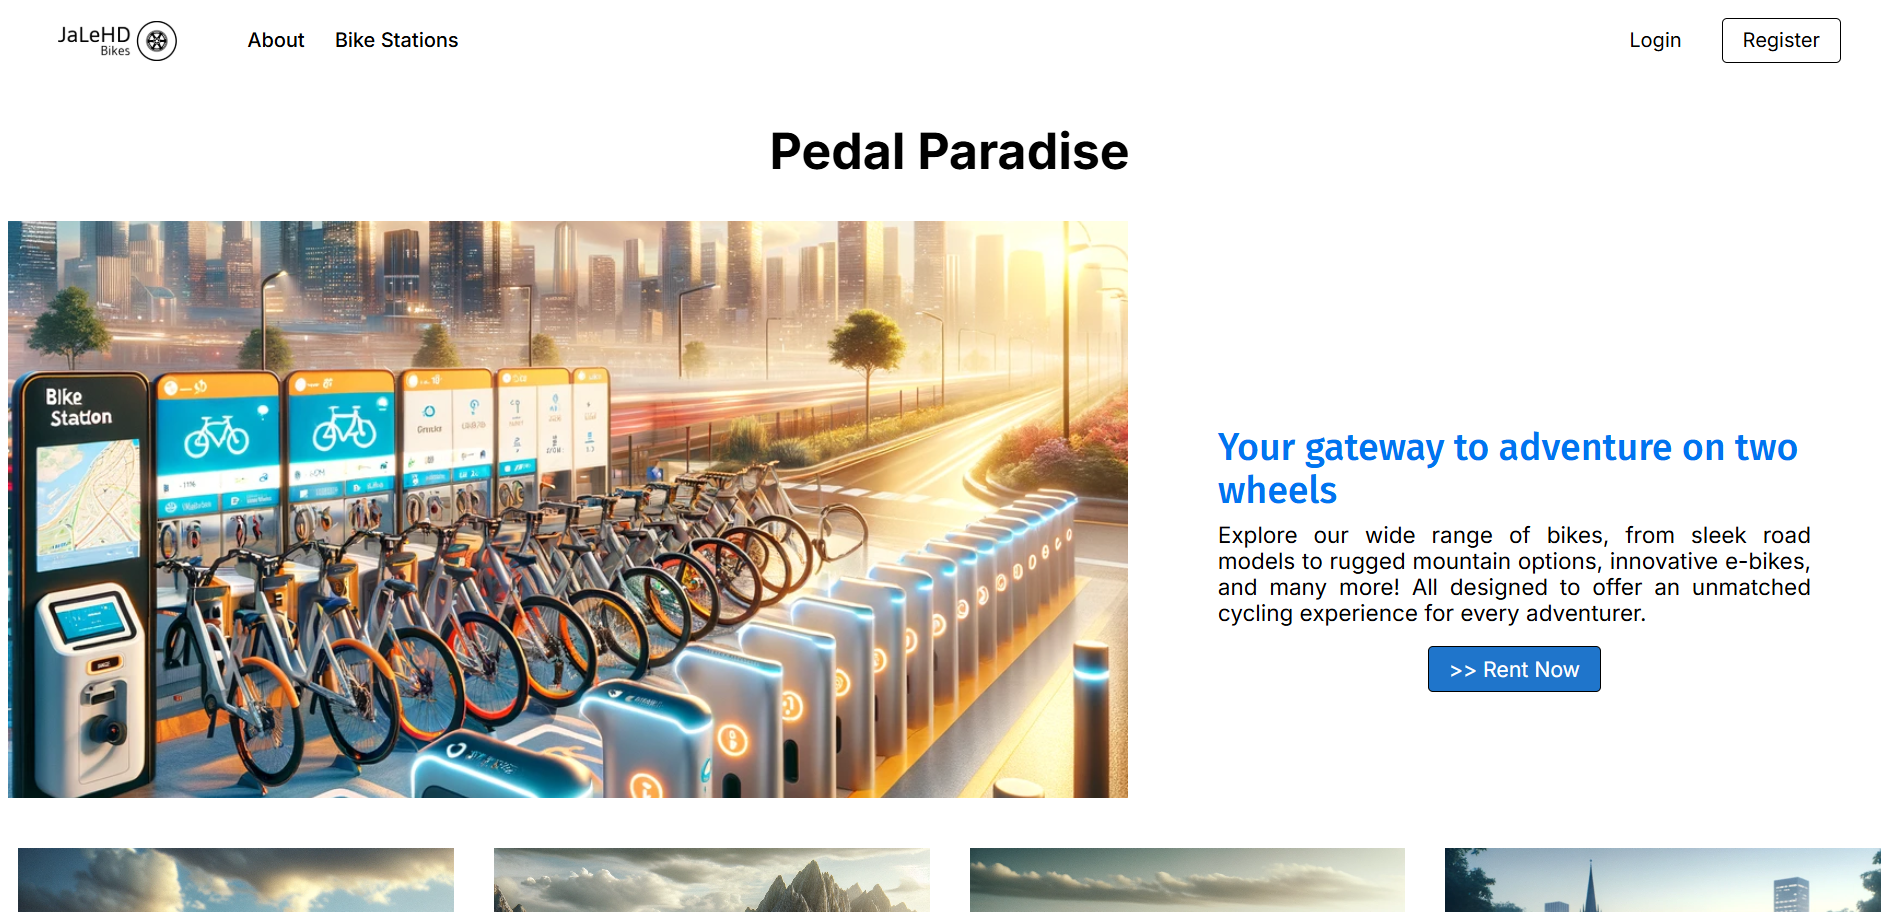 JaLeHD
Bikes
About
Bike Stations
Login
Register
Pedal Paradise
BIke
Station
Your gateway to adventure on two
wheels
Explore our wide range of bikes, from sleek road
models to rugged mountain options, innovative e-bikes,
and many more! All designed to offer an unmatched
cycling experience for every adventurer.
>> Rent Now